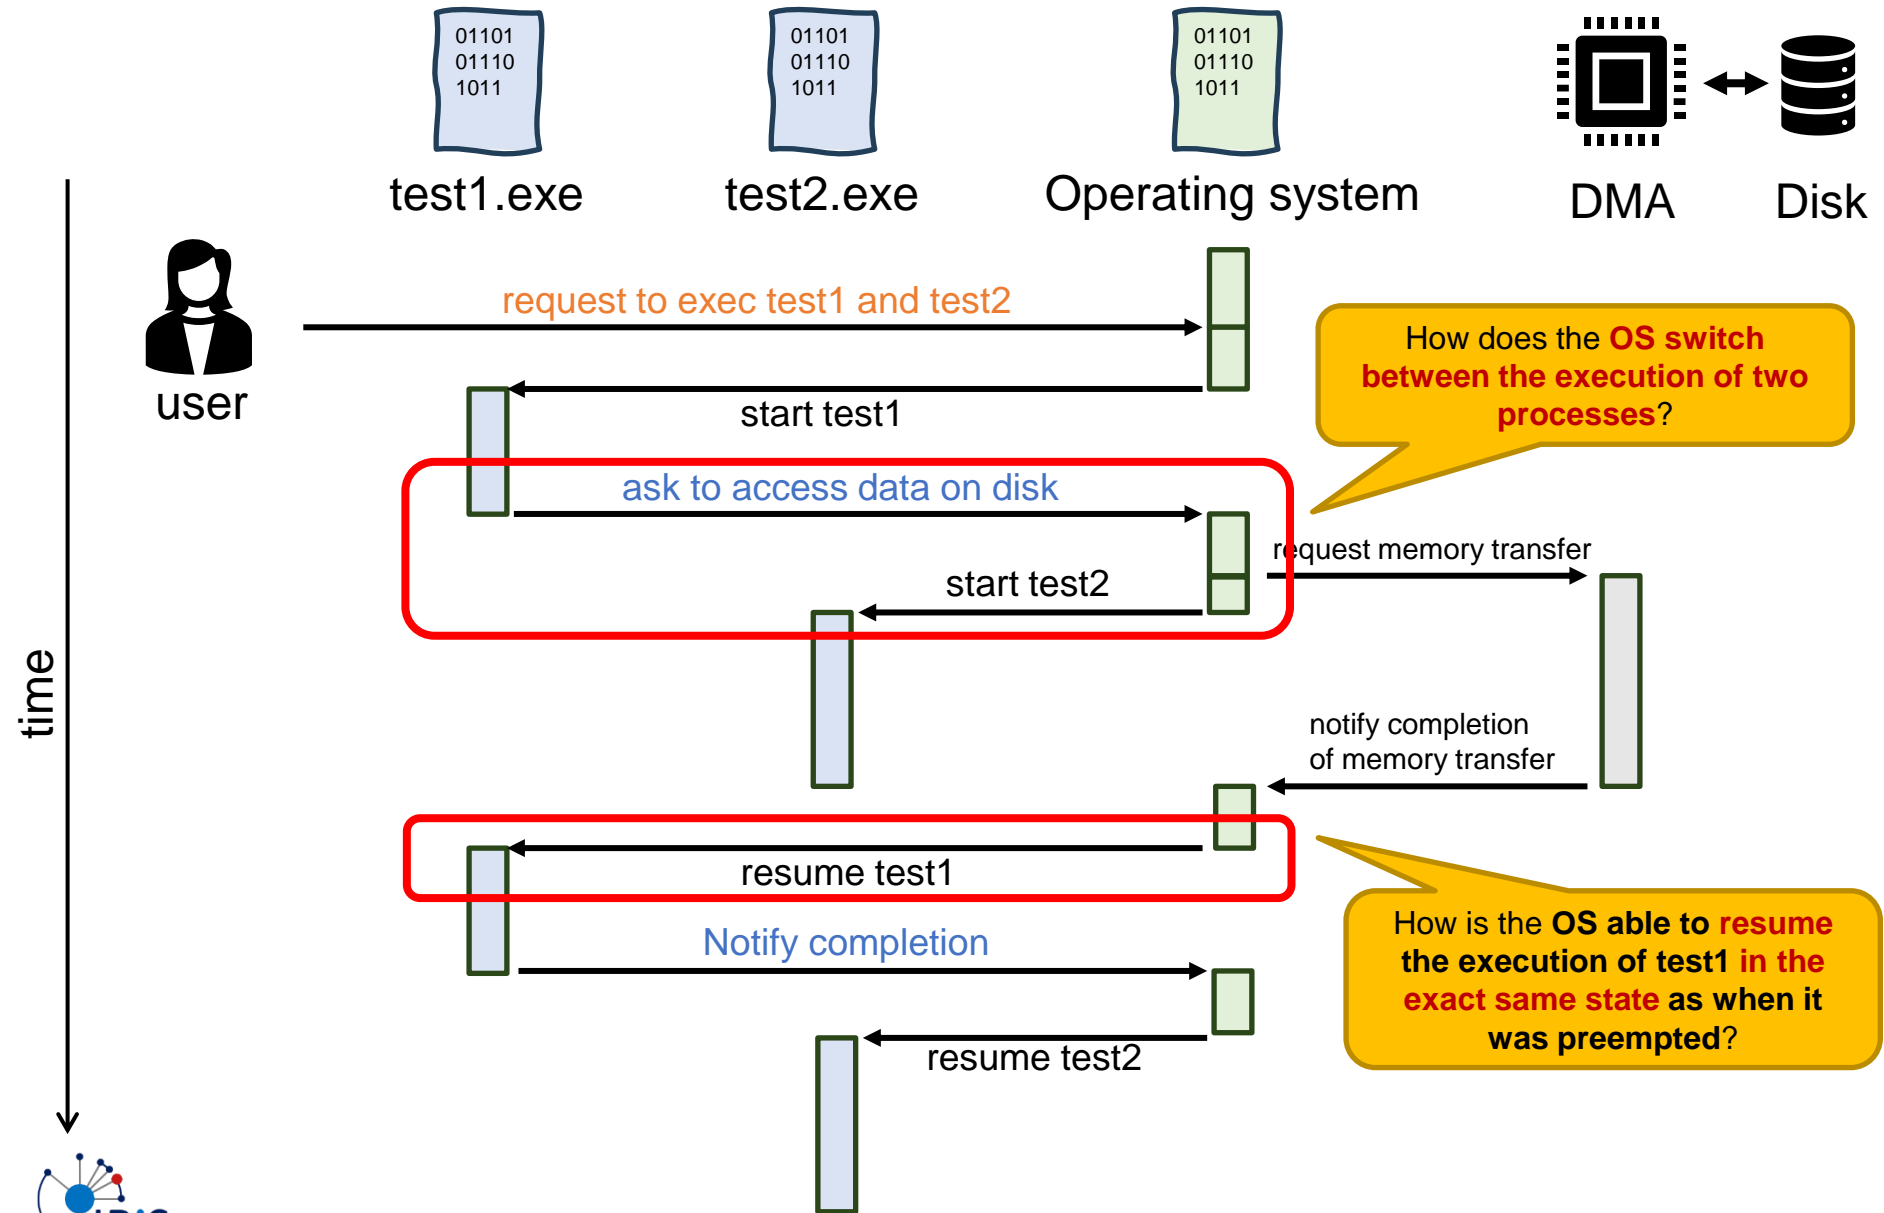 01101
01110
1011
01101
01110
1011
01101
01110
1011
test1.exe
test2.exe
Operating system
DMA
Disk
request to exec test1 and test2
user
start test1
How does the OS switch
between the execution of two
processes?
ask to access data on disk
request memory transfer
start test2
time
notify completion
of memory transfer
resume test1
Notify completion
How is the OS able to resume
the execution of test1 in the
exact same state as when it
was preempted?
resume test2